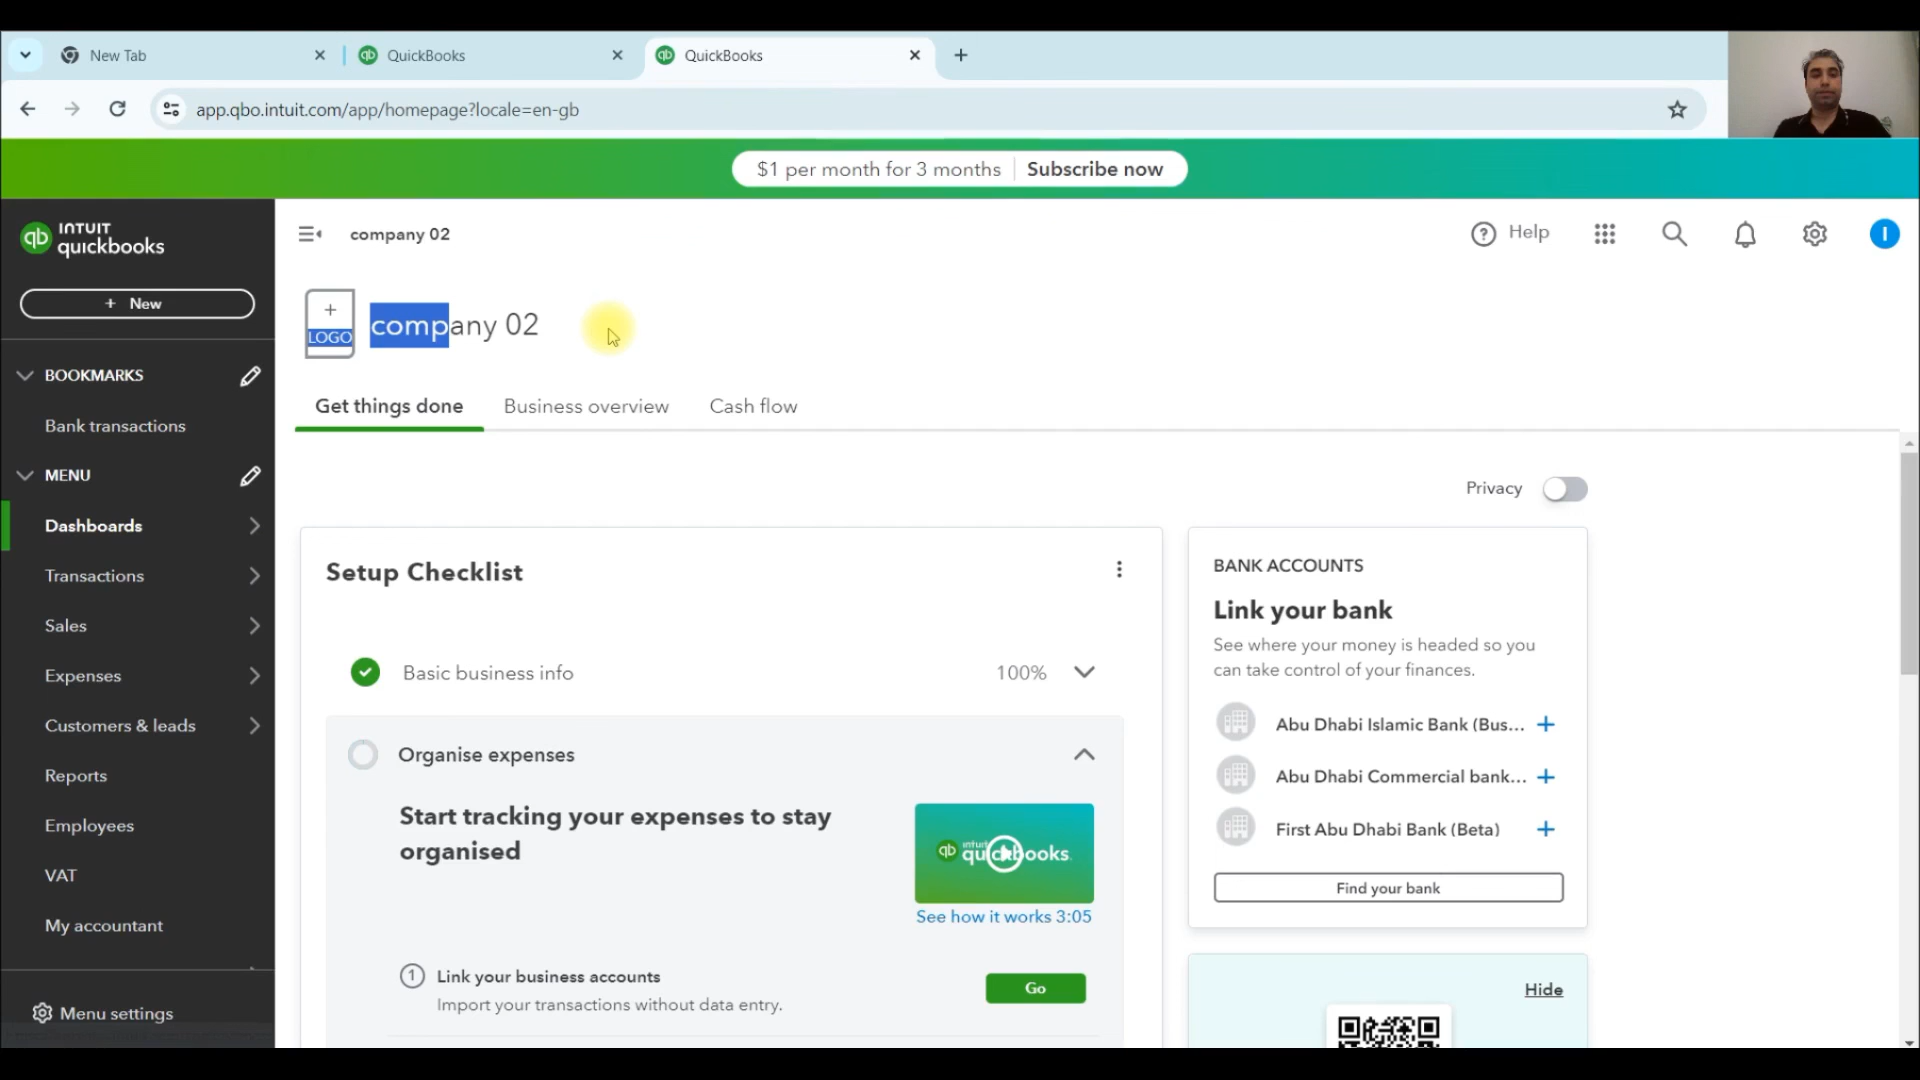 New Tab
QuickBooks
QuickBooks
app.qbo.intuit.com/app/homepage?locale=en-gb
$1 per month for 3 months
Subscribe now
qb INTUIT quickbooks
company 02
Help
I
+ New
+
LOGO
company 02
BOOKMARKS
Bank transactions
MENU
Dashboards
Transactions
Sales
Expenses
Customers & leads
Reports
Employees
VAT
My accountant
Menu settings
Get things done
Business overview
Cash flow
Privacy
Setup Checklist
Basic business info
100%
Organise expenses
Start tracking your expenses to stay
organised
qb intuit quickbooks.
See how it works 3:05
1 Link your business accounts
Import your transactions without data entry.
Go
BANK ACCOUNTS
Link your bank
See where your money is headed so you
can take control of your finances.
Abu Dhabi Islamic Bank (Bus...
Abu Dhabi Commercial bank...
First Abu Dhabi Bank (Beta)
Find your bank
Hide